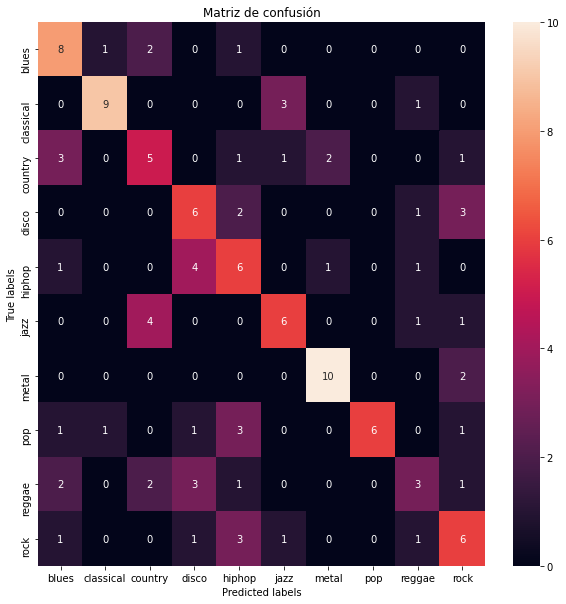 Matriz de confusión
True labels
blues 8 1 2 0 1 0 0 0 0 0
classical 0 9 0 0 0 3 0 0 1 0
country 3 0 5 0 1 1 2 0 0 1
disco 0 0 0 6 2 0 0 0 1 3
hiphop 1 0 0 4 6 0 1 0 1 0
jazz 0 0 4 0 0 6 0 0 1 1
metal 0 0 0 0 0 0 10 0 0 2
pop 1 1 0 1 3 0 0 6 0 1
reggae 2 0 2 3 1 0 0 0 3 1
rock 1 0 0 1 3 1 0 0 1 6
blues classical country disco hiphop jazz metal pop reggae rock
Predicted labels
10
8
6
4
2
0